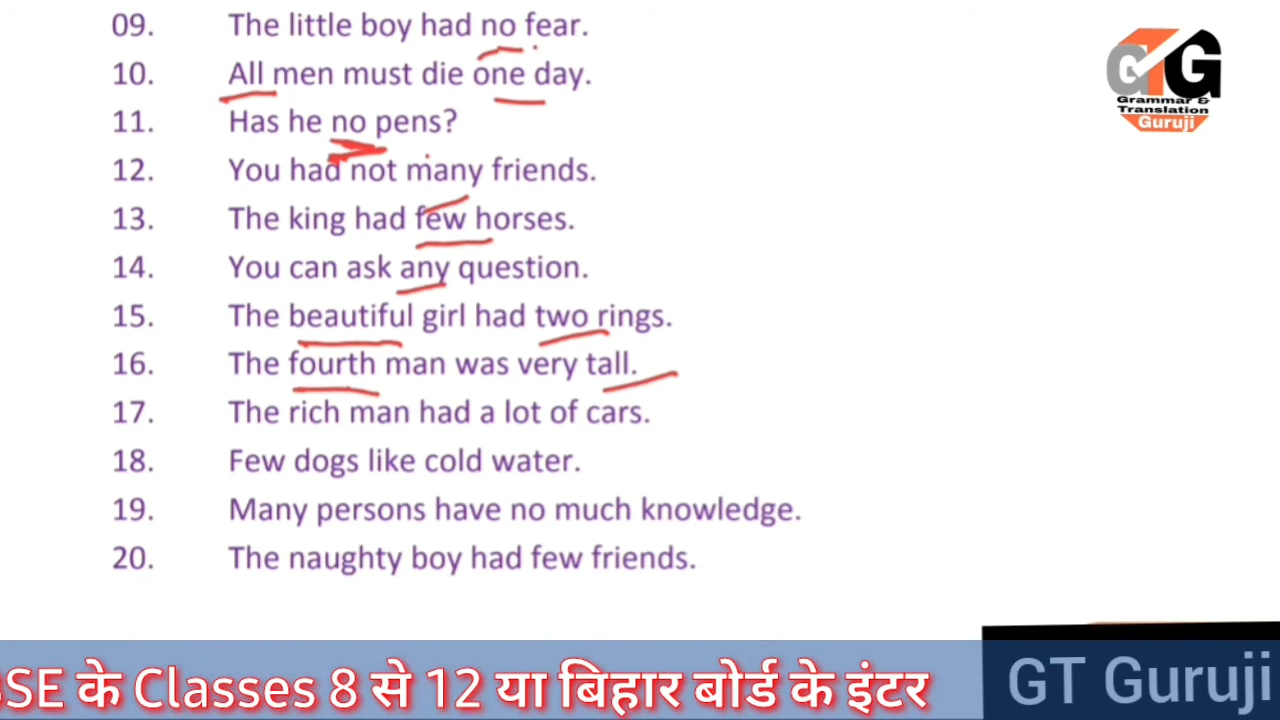 09. The little boy had no fear.
10. All men must die one day.
11. Has he no pens?
12. You had not many friends.
13. The king had few horses.
14. You can ask any question.
15. The beautiful girl had two rings.
16. The fourth man was very tall.
17. The rich man had a lot of cars.
18. Few dogs like cold water.
19. Many persons have no much knowledge.
20. The naughty boy had few friends.
GTG
Grammar &
Translation
Guruji
SE के Classes 8 से 12 या बिहार बोर्ड के इंटर
GT Guruji